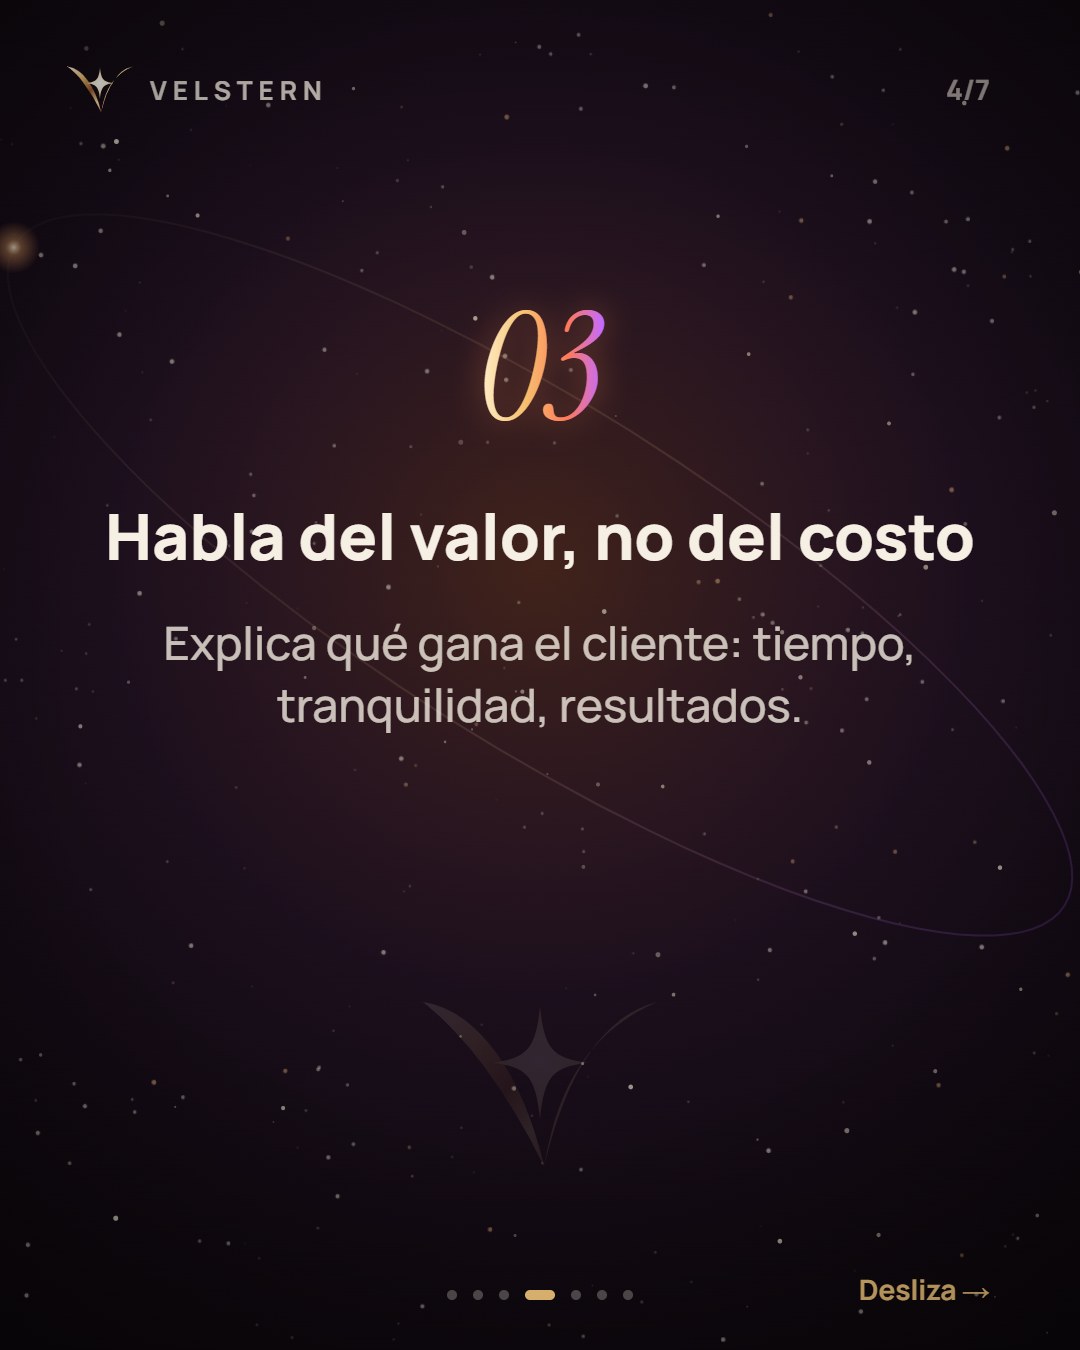 VELSTERN
4/7
03
Habla del valor, no del costo
Explica qué gana el cliente: tiempo,
tranquilidad, resultados.
Desliza →